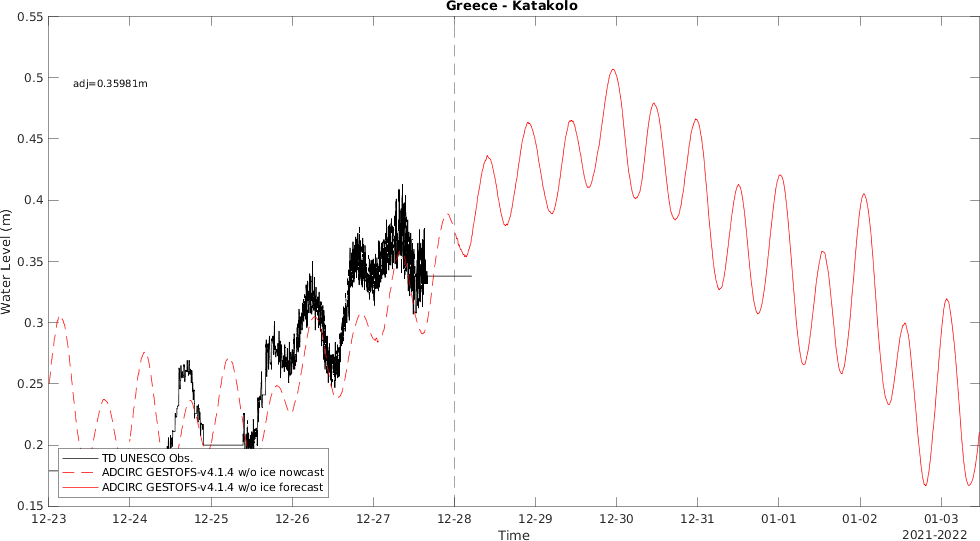 Greece - Katakolo
0.55
0.5
0.45
0.4
0.35
0.3
0.25
0.2
0.15
Water Level (m)
adj=0.35981m
TD UNESCO Obs.
ADCIRC GESTOFS-v4.1.4 w/o ice nowcast
ADCIRC GESTOFS-v4.1.4 w/o ice forecast
12-23 12-24 12-25 12-26 12-27 12-28 12-29 12-30 12-31 01-01 01-02 01-03
Time
2021-2022